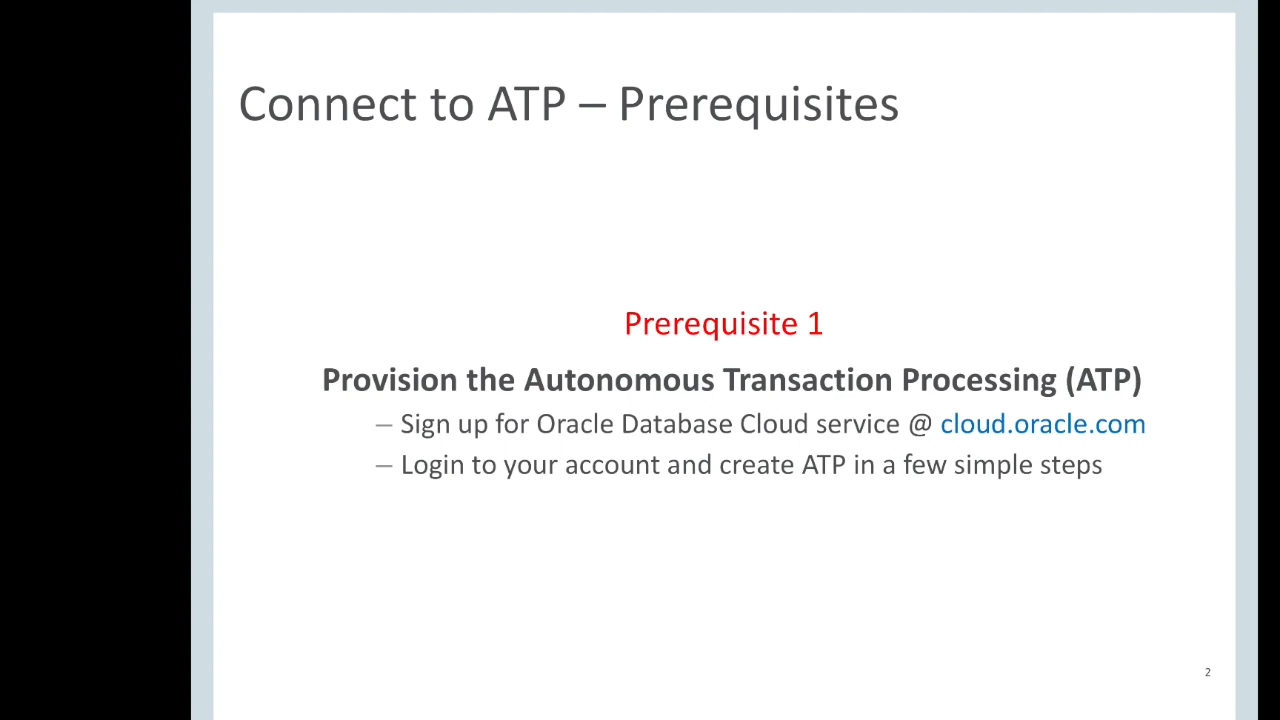 Connect to ATP – Prerequisites
Prerequisite 1
Provision the Autonomous Transaction Processing (ATP)
– Sign up for Oracle Database Cloud service @ cloud.oracle.com
– Login to your account and create ATP in a few simple steps
2